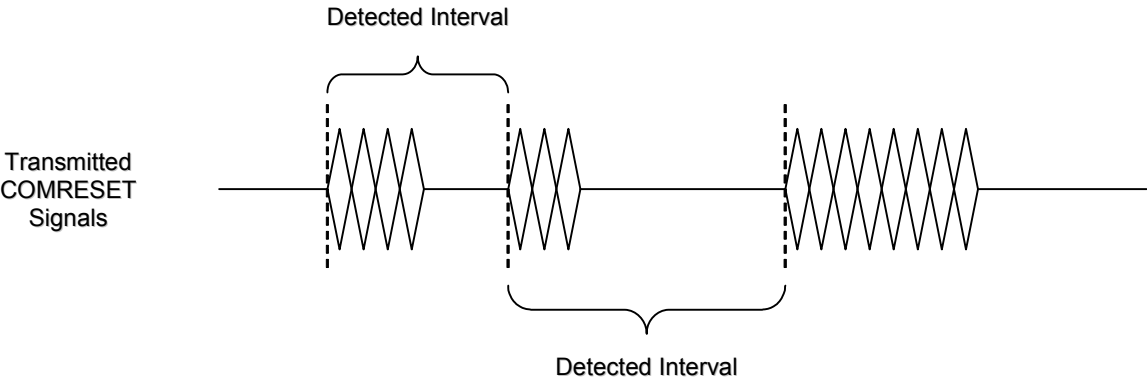 Detected Interval
Transmitted
COMRESET
Signals
Detected Interval